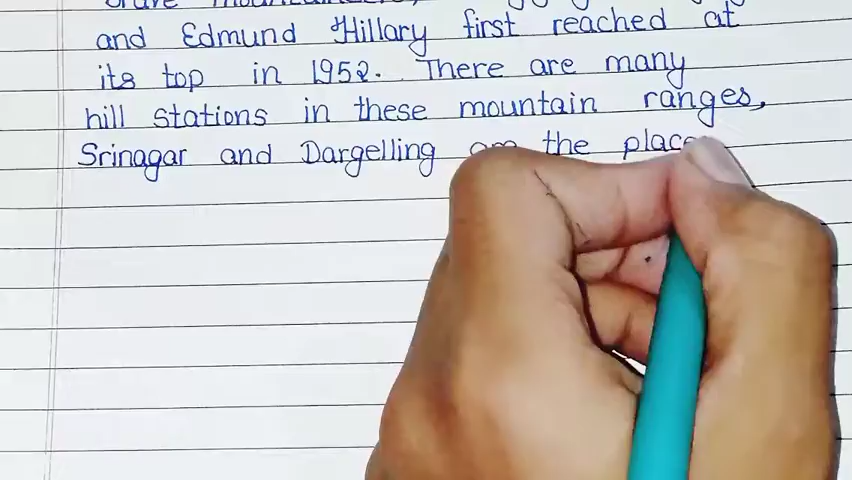 and Edmund Hillary first reached at
its top in 1952. There are many
hill stations in these mountain ranges,
Srinagar and Dargelling are the place